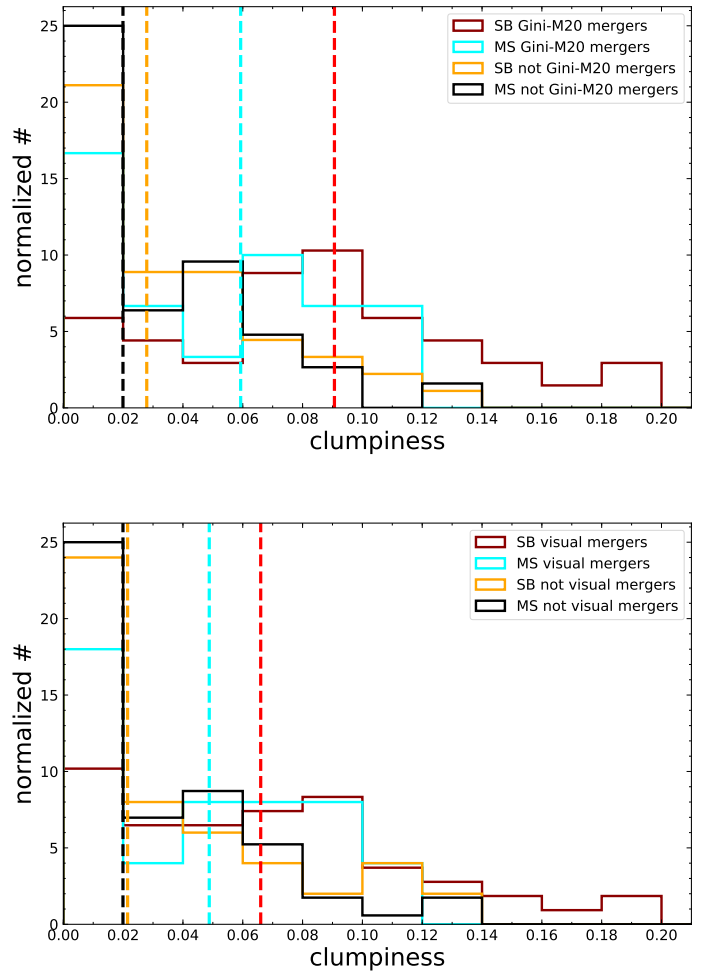 SB Gini-M20 mergers
MS Gini-M20 mergers
SB not Gini-M20 mergers
MS not Gini-M20 mergers
normalized #
25
20
15
10
5
0
0.00 0.02 0.04 0.06 0.08 0.10 0.12 0.14 0.16 0.18 0.20
clumpiness
SB visual mergers
MS visual mergers
SB not visual mergers
MS not visual mergers
normalized #
25
20
15
10
5
0
0.00 0.02 0.04 0.06 0.08 0.10 0.12 0.14 0.16 0.18 0.20
clumpiness